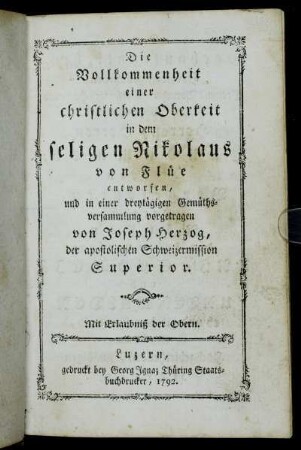 Die
Vollkommenheit
einer
christlichen Oberkeit
in dem
seligen Nikolaus
von Flüe
entworfen,
und in einer dreytägigen Gemüths-
versammlung vorgetragen
von Joseph Herzog,
der apostolischen Schweizermission
Superior.
Mit Erlaubniß der Obern.
Luzern,
gedruckt bey Georg Ignaz Thüring Staats-
buchdrucker, 1792.